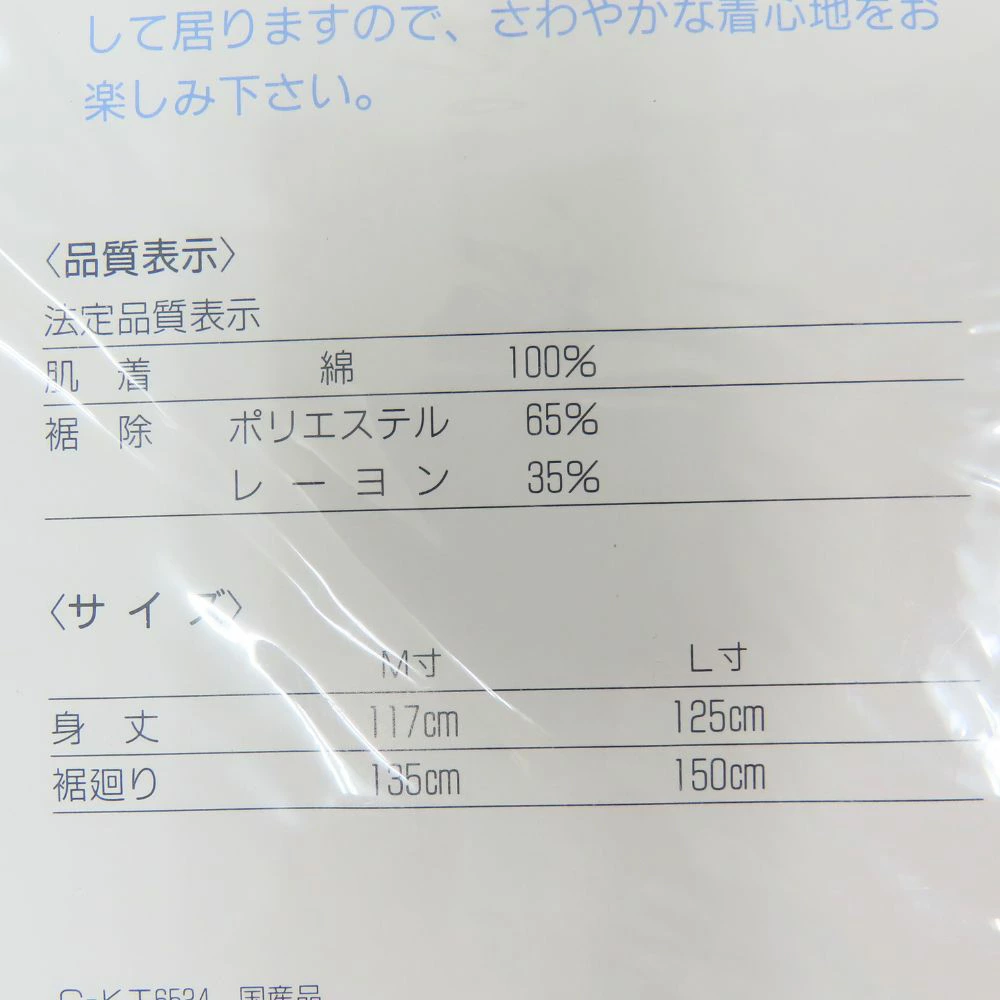 して居りますので、さわやかな着心地をお
楽しみ下さい。
〈品質表示〉
法定品質表示
肌 着 綿 100%
裾 除 ポリエステル 65%
レーヨン 35%
〈サイズ〉
M寸 L寸
身 丈 117cm 125cm
裾廻り 135cm 150cm
国産品